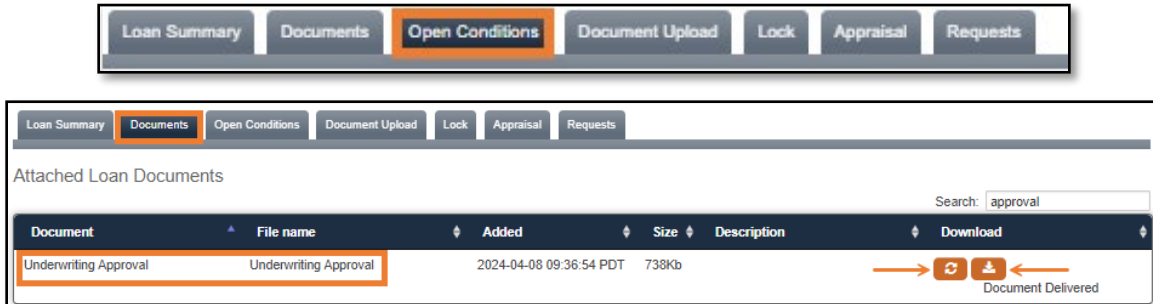 Loan Summary Documents Open Conditions Document Upload Lock Appraisal Requests
Loan Summary Documents Open Conditions Document Upload Lock Appraisal Requests
Attached Loan Documents
Search: approval
Document File name Added Size Description Download
Underwriting Approval Underwriting Approval 2024-04-08 09:36:54 PDT 738Kb
Document Delivered